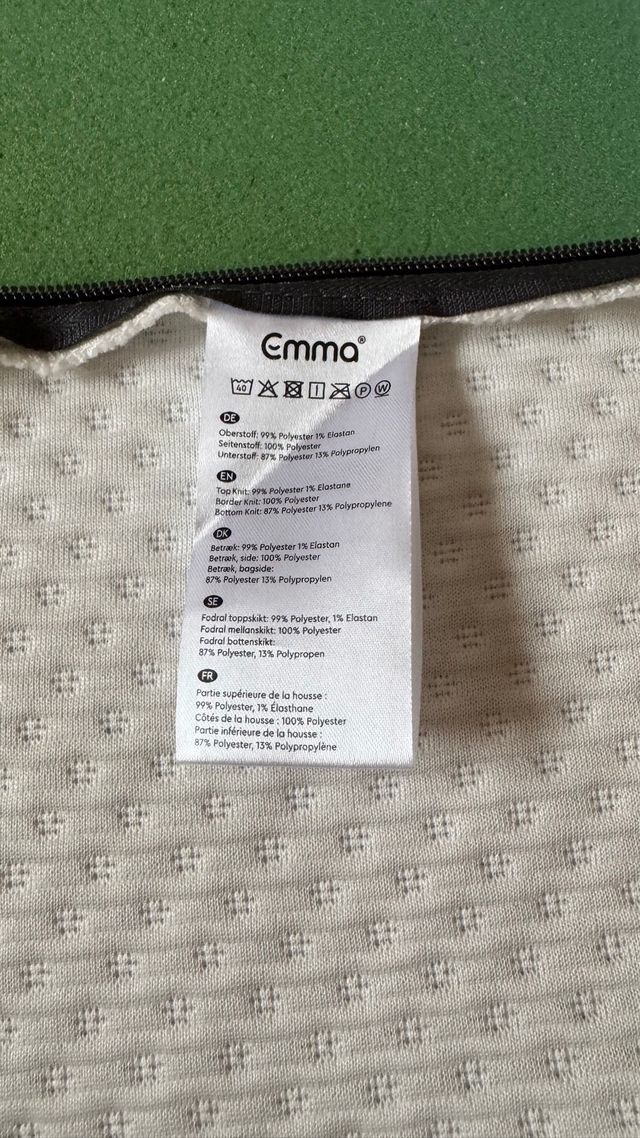 Emma®
40 P W
DE
Oberstoff: 99% Polyester 1% Elastan
Seitenstoff: 100% Polyester
Unterstoff: 87% Polyester 13% Polypropylen
EN
Top Knit: 99% Polyester 1% Elastane
Border Knit: 100% Polyester
Bottom Knit: 87% Polyester 13% Polypropylene
DK
Betræk: 99% Polyester 1% Elastan
Betræk, side: 100% Polyester
Betræk, bagside:
87% Polyester 13% Polypropylen
SE
Fodral toppskikt: 99% Polyester, 1% Elastan
Fodral mellanskikt: 100% Polyester
Fodral bottenskikt:
87% Polyester, 13% Polypropen
FR
Partie supérieure de la housse :
99% Polyester, 1% Élasthane
Côtés de la housse : 100% Polyester
Partie inférieure de la housse :
87% Polyester, 13% Polypropylène